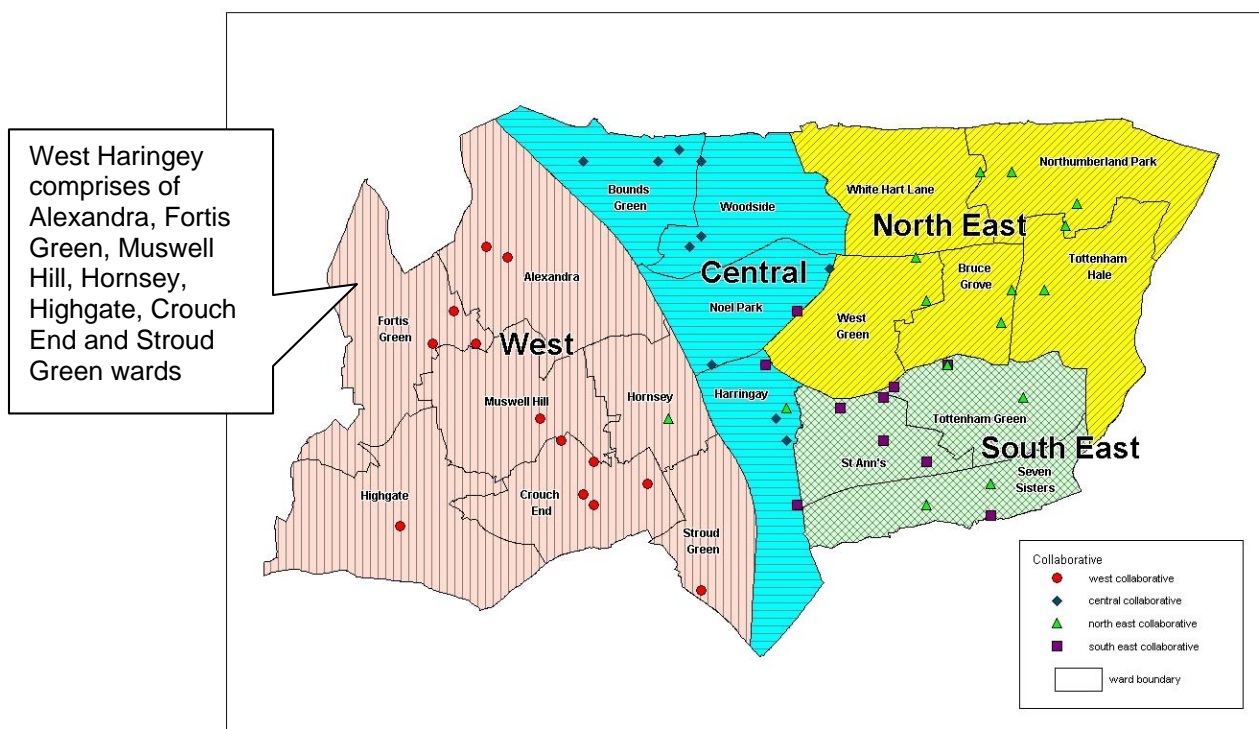 West Haringey
comprises of
Alexandra, Fortis
Green, Muswell
Hill, Hornsey,
Highgate, Crouch
End and Stroud
Green wards
Northumberland Park
Bounds
Green
White Hart Lane
Woodside
North East
Alexandra
Central
Bruce
Grove
Tottenham
Hale
Noel Park
Fortis
Green
West
West
Green
Muswell Hill
Hornsey
Harringay
Tottenham Green
South East
St Ann's
Seven
Sisters
Highgate
Crouch
End
Stroud
Green
Collaborative
west collaborative
central collaborative
north east collaborative
south east collaborative
ward boundary